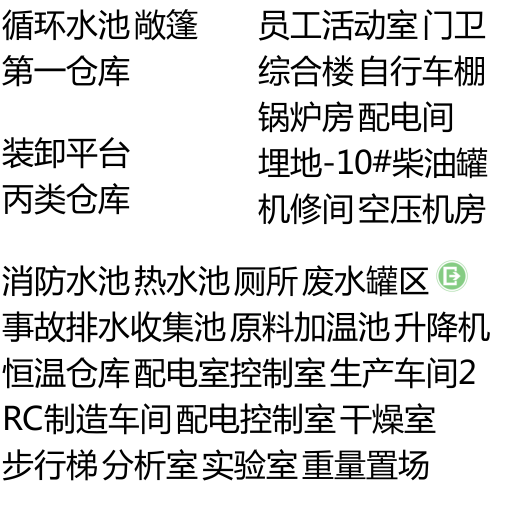 循环水池 敞篷
第一仓库
装卸平台
丙类仓库
员工活动室 门卫
综合楼 自行车棚
锅炉房 配电间
埋地-10#柴油罐
机修间 空压机房
消防水池 热水池 厕所 废水罐区
事故排水收集池 原料加温池 升降机
恒温仓库 配电室控制室 生产车间2
RC制造车间 配电控制室 干燥室
步行梯 分析室 实验室 重量置场